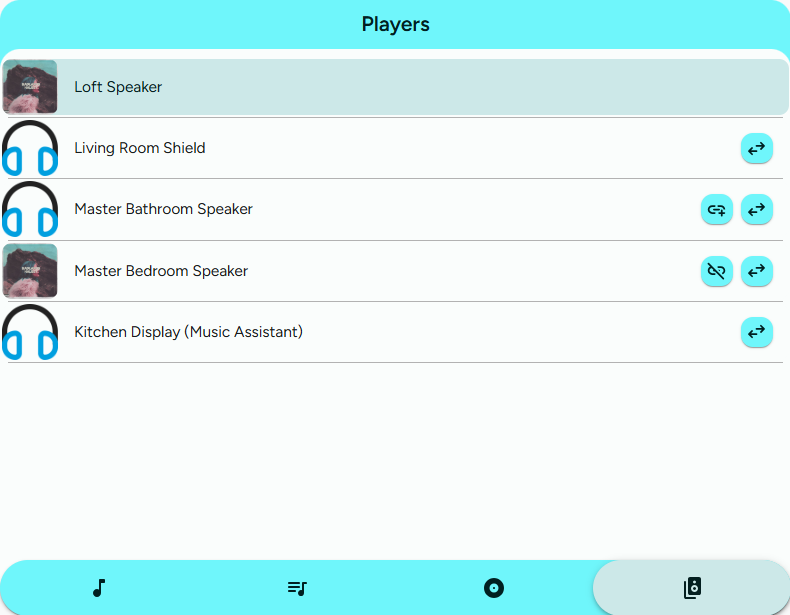 Players
Loft Speaker
Living Room Shield
Master Bathroom Speaker
Master Bedroom Speaker
Kitchen Display (Music Assistant)